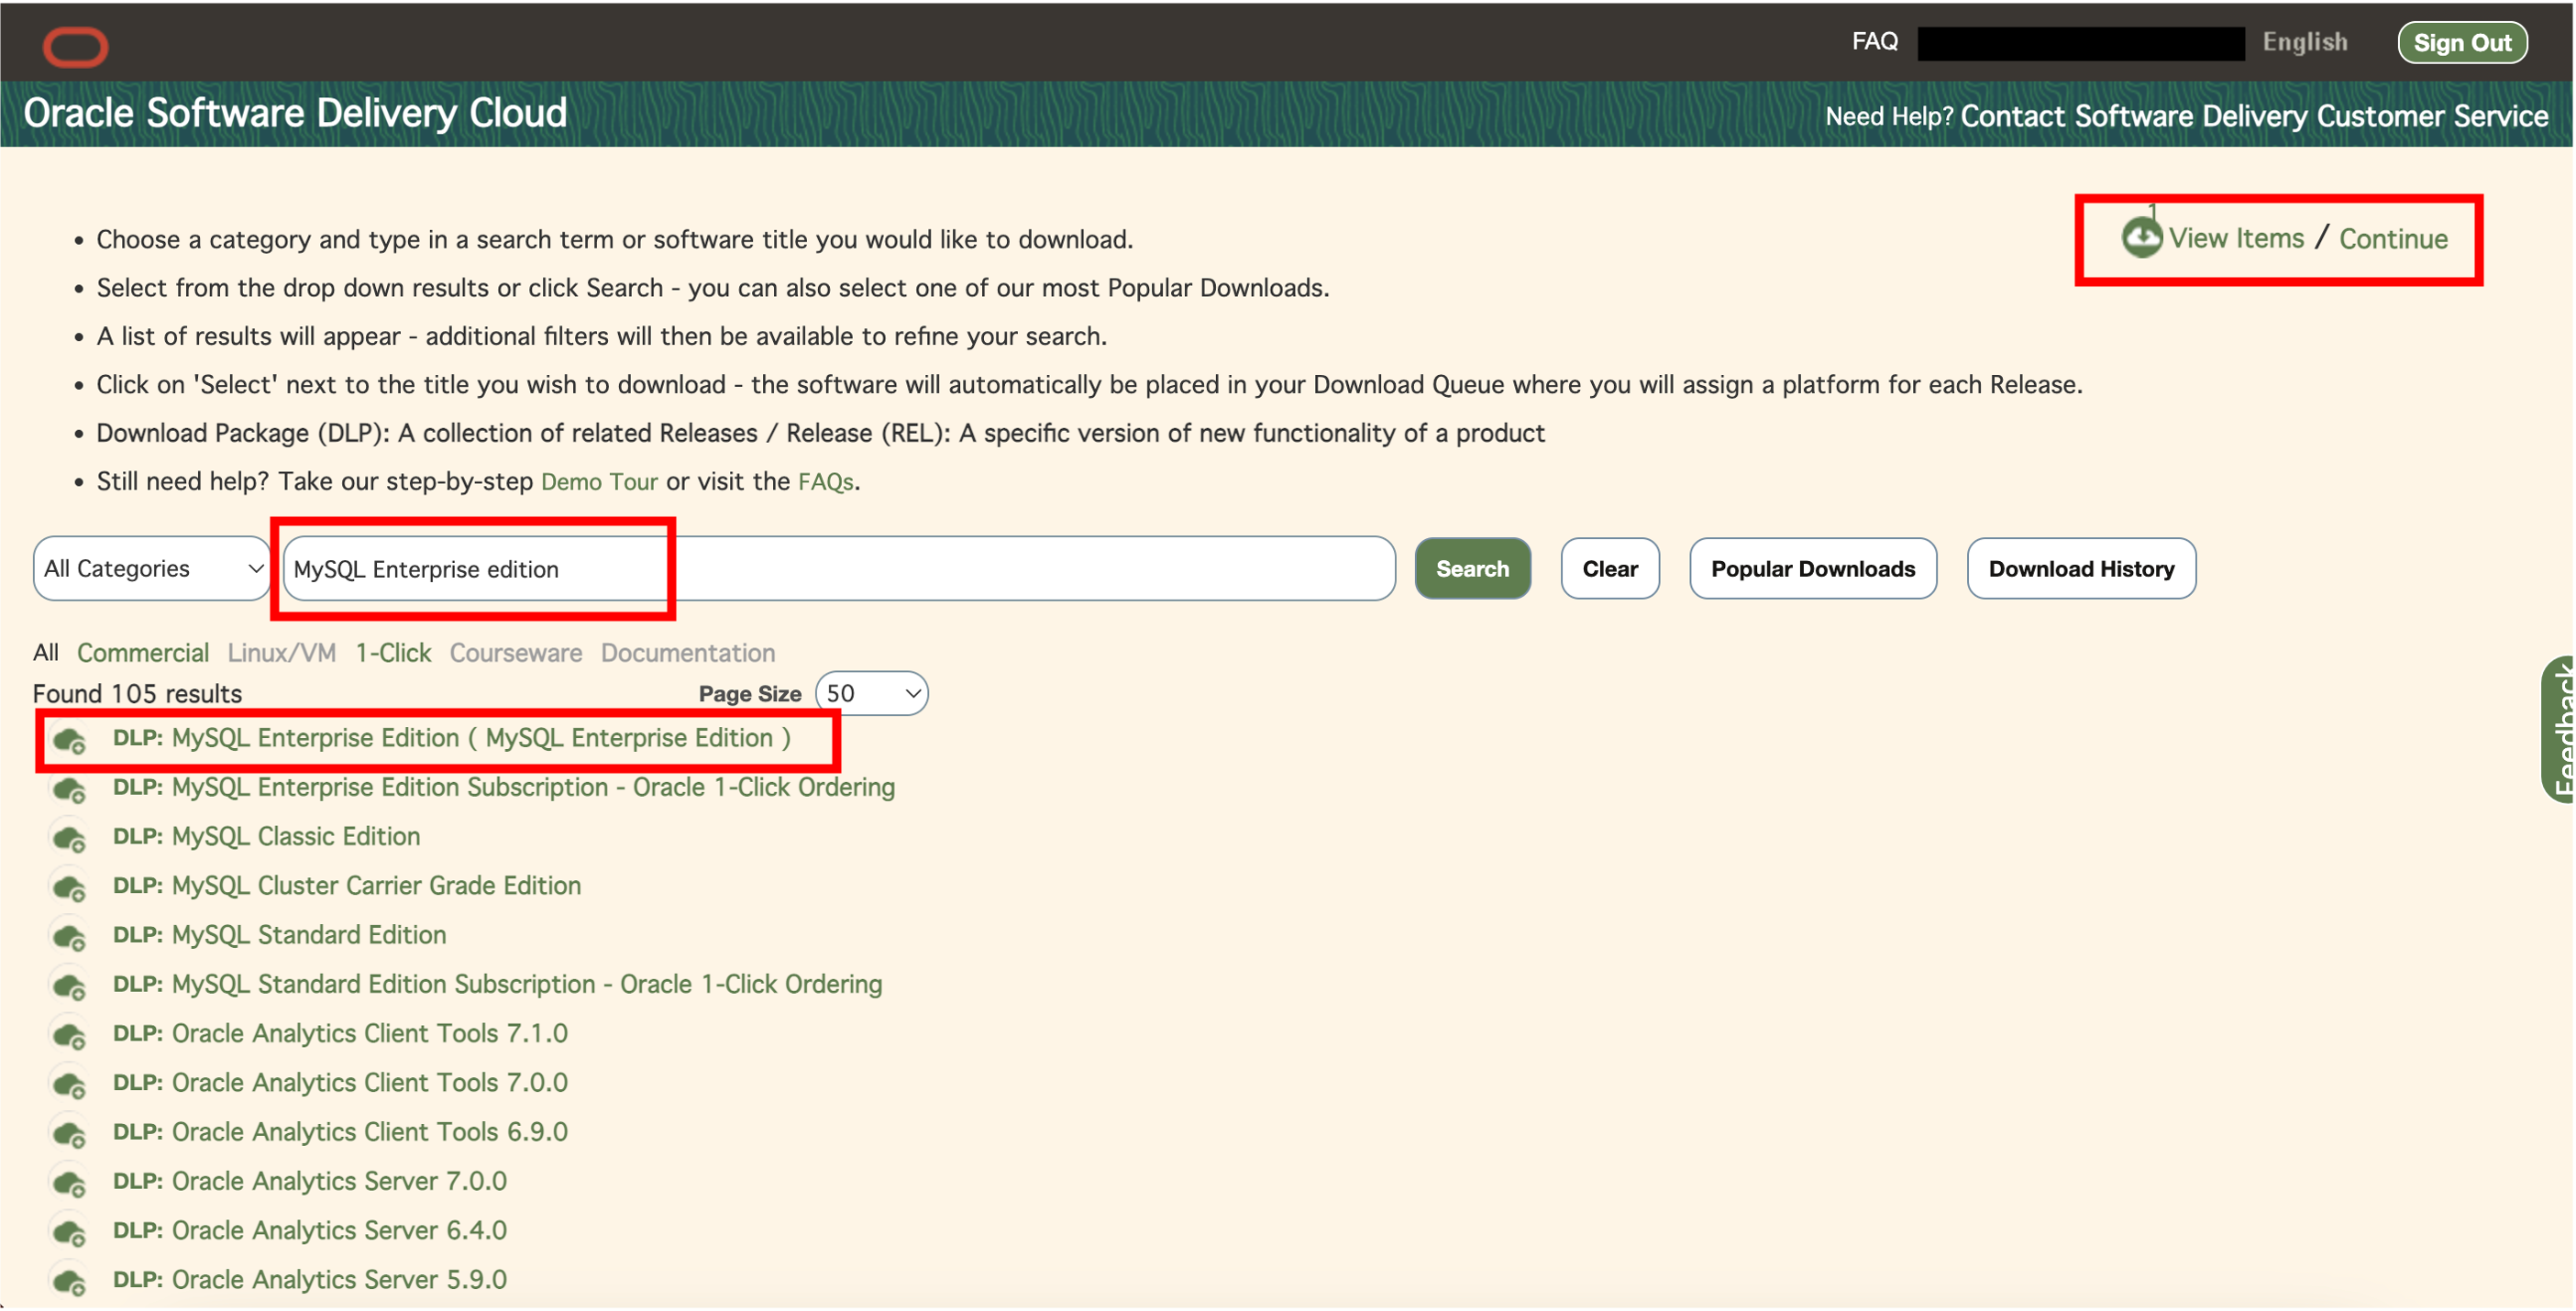 FAQ English Sign Out
Oracle Software Delivery Cloud Need Help? Contact Software Delivery Customer Service
1
View Items / Continue
• Choose a category and type in a search term or software title you would like to download.
• Select from the drop down results or click Search - you can also select one of our most Popular Downloads.
• A list of results will appear - additional filters will then be available to refine your search.
• Click on 'Select' next to the title you wish to download - the software will automatically be placed in your Download Queue where you will assign a platform for each Release.
• Download Package (DLP): A collection of related Releases / Release (REL): A specific version of new functionality of a product
• Still need help? Take our step-by-step Demo Tour or visit the FAQs.
All Categories MySQL Enterprise edition Search Clear Popular Downloads Download History
All Commercial Linux/VM 1-Click Courseware Documentation
Found 105 results Page Size 50
DLP: MySQL Enterprise Edition ( MySQL Enterprise Edition )
DLP: MySQL Enterprise Edition Subscription - Oracle 1-Click Ordering
DLP: MySQL Classic Edition
DLP: MySQL Cluster Carrier Grade Edition
DLP: MySQL Standard Edition
DLP: MySQL Standard Edition Subscription - Oracle 1-Click Ordering
DLP: Oracle Analytics Client Tools 7.1.0
DLP: Oracle Analytics Client Tools 7.0.0
DLP: Oracle Analytics Client Tools 6.9.0
DLP: Oracle Analytics Server 7.0.0
DLP: Oracle Analytics Server 6.4.0
DLP: Oracle Analytics Server 5.9.0
Feedback